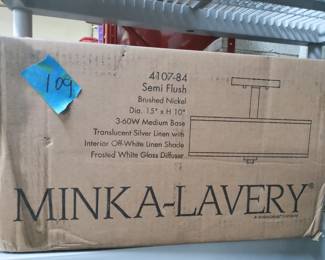 109
4107-84
Semi Flush
Brushed Nickel
Dia. 15" x H 10"
3-60W Medium Base
Translucent Silver Linen with
Interior Off-White Linen Shade
Frosted White Glass Diffuser
MINKA-LAVERY®